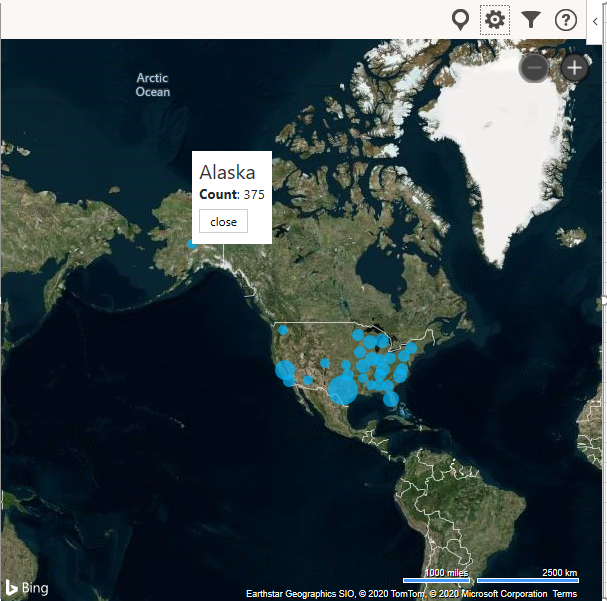 Arctic
Ocean
Alaska
Count: 375
close
1000 miles
2500 km
Bing
Earthstar Geographics SIO, © 2020 TomTom, © 2020 Microsoft Corporation Terms